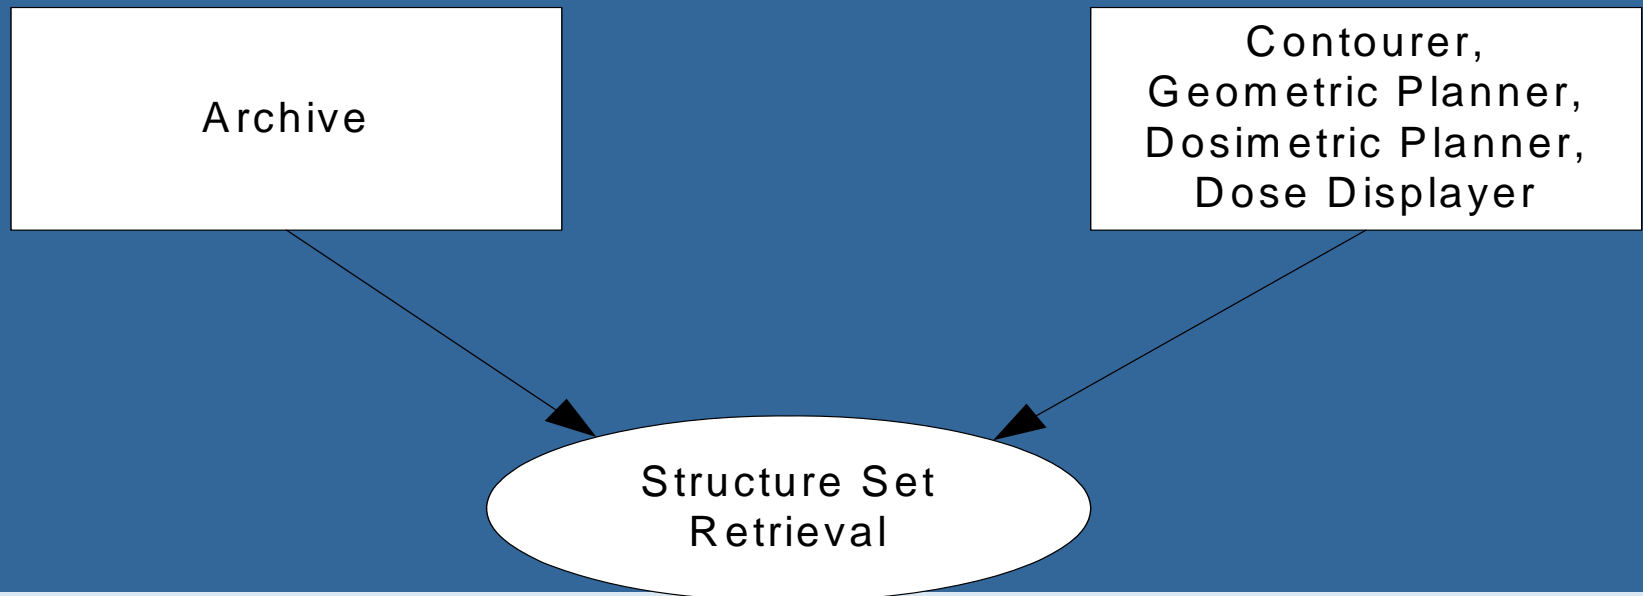 Archive
Contourer,
Geometric Planner,
Dosimetric Planner,
Dose Displayer
Structure Set
Retrieval